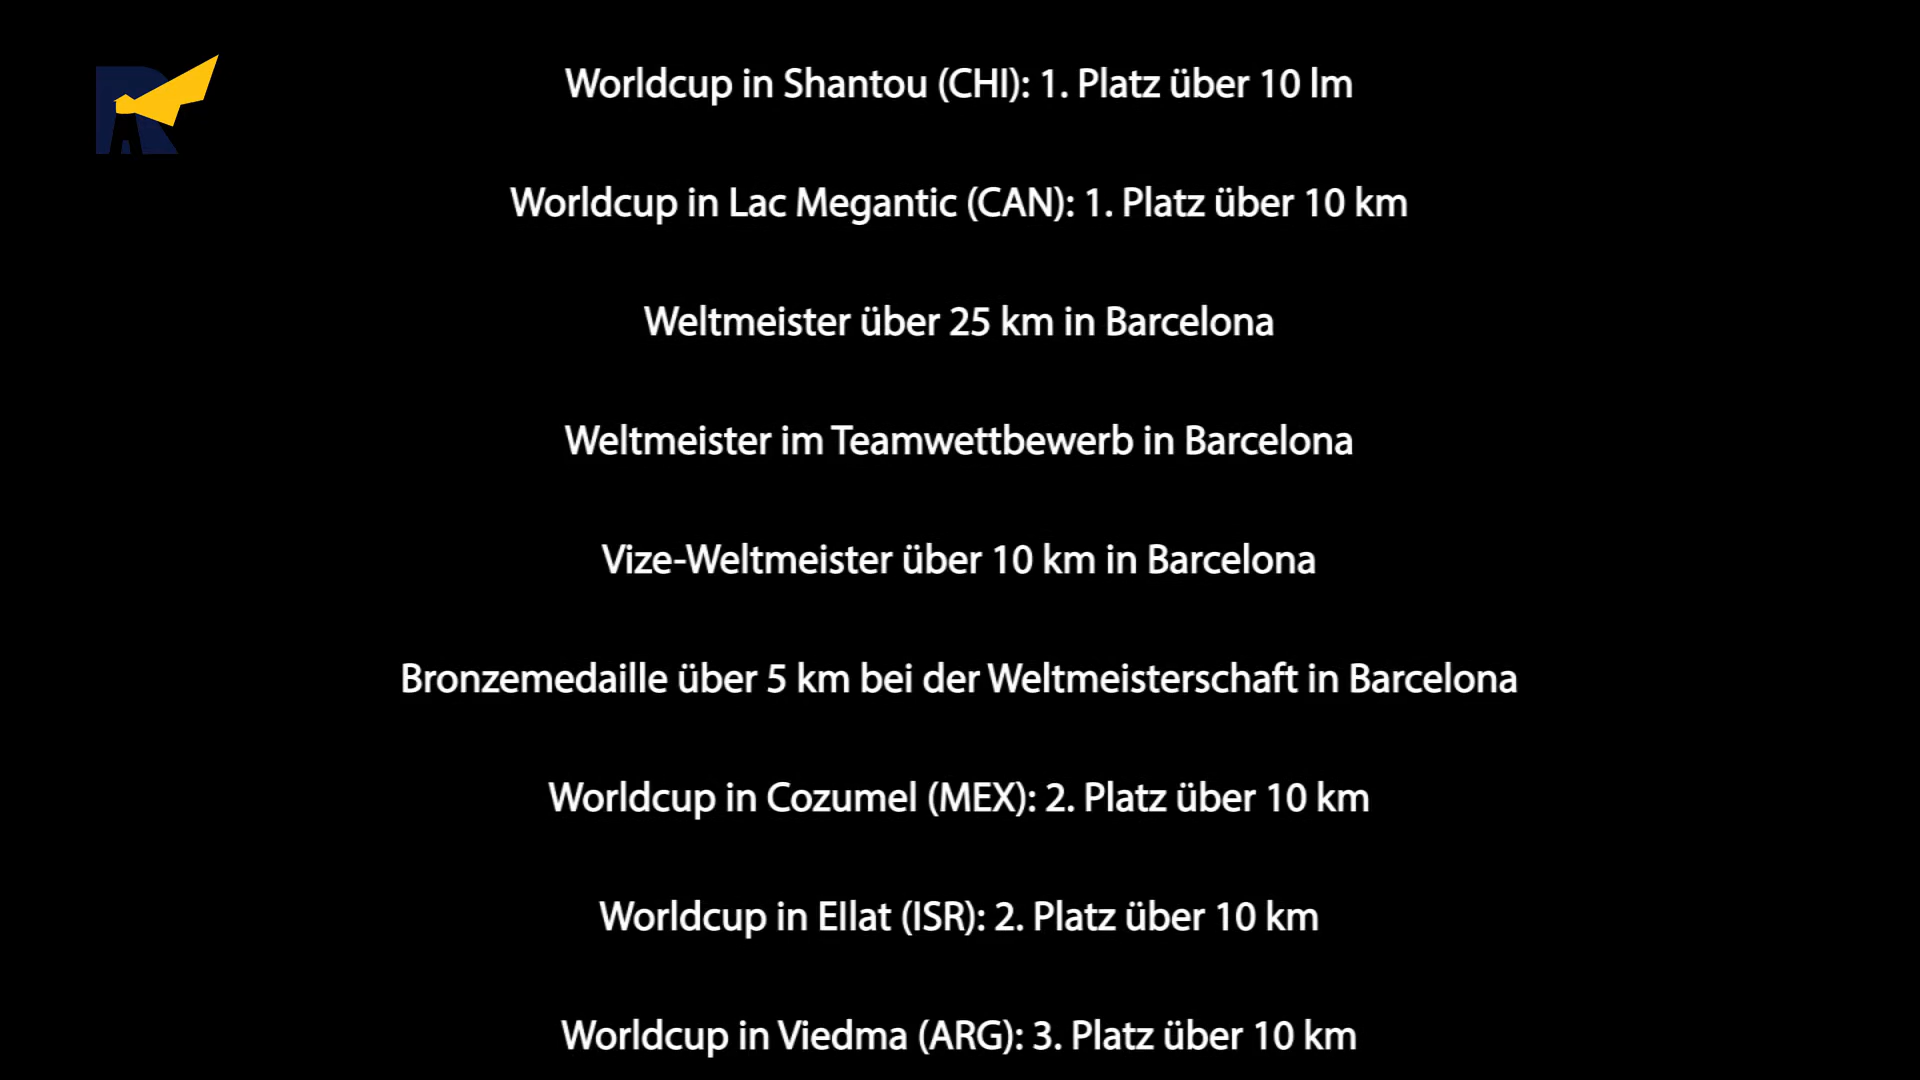 Worldcup in Shantou (CHI): 1. Platz über 10 lm
Worldcup in Lac Megantic (CAN): 1. Platz über 10 km
Weltmeister über 25 km in Barcelona
Weltmeister im Teamwettbewerb in Barcelona
Vize-Weltmeister über 10 km in Barcelona
Bronzemedaille über 5 km bei der Weltmeisterschaft in Barcelona
Worldcup in Cozumel (MEX): 2. Platz über 10 km
Worldcup in EIlat (ISR): 2. Platz über 10 km
Worldcup in Viedma (ARG): 3. Platz über 10 km